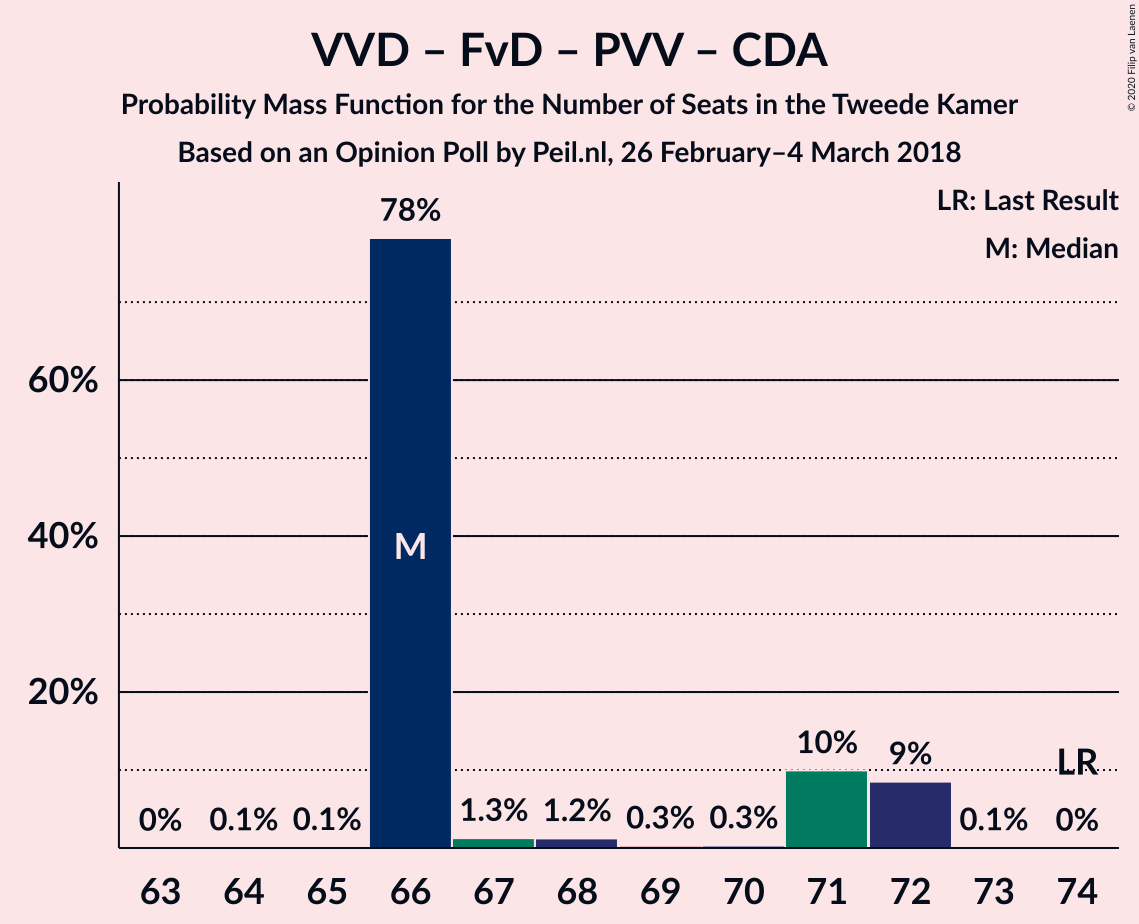 VVD – FvD – PVV – CDA
Probability Mass Function for the Number of Seats in the Tweede Kamer
Based on an Opinion Poll by Peil.nl, 26 February–4 March 2018
© 2020 Filip van Laenen
LR: Last Result
M: Median
78%
60%
40%
M
20%
10%
9%
LR
0%
0.1%
0.1%
1.3%
1.2%
0.3%
0.3%
0.1%
0%
63 64 65 66 67 68 69 70 71 72 73 74